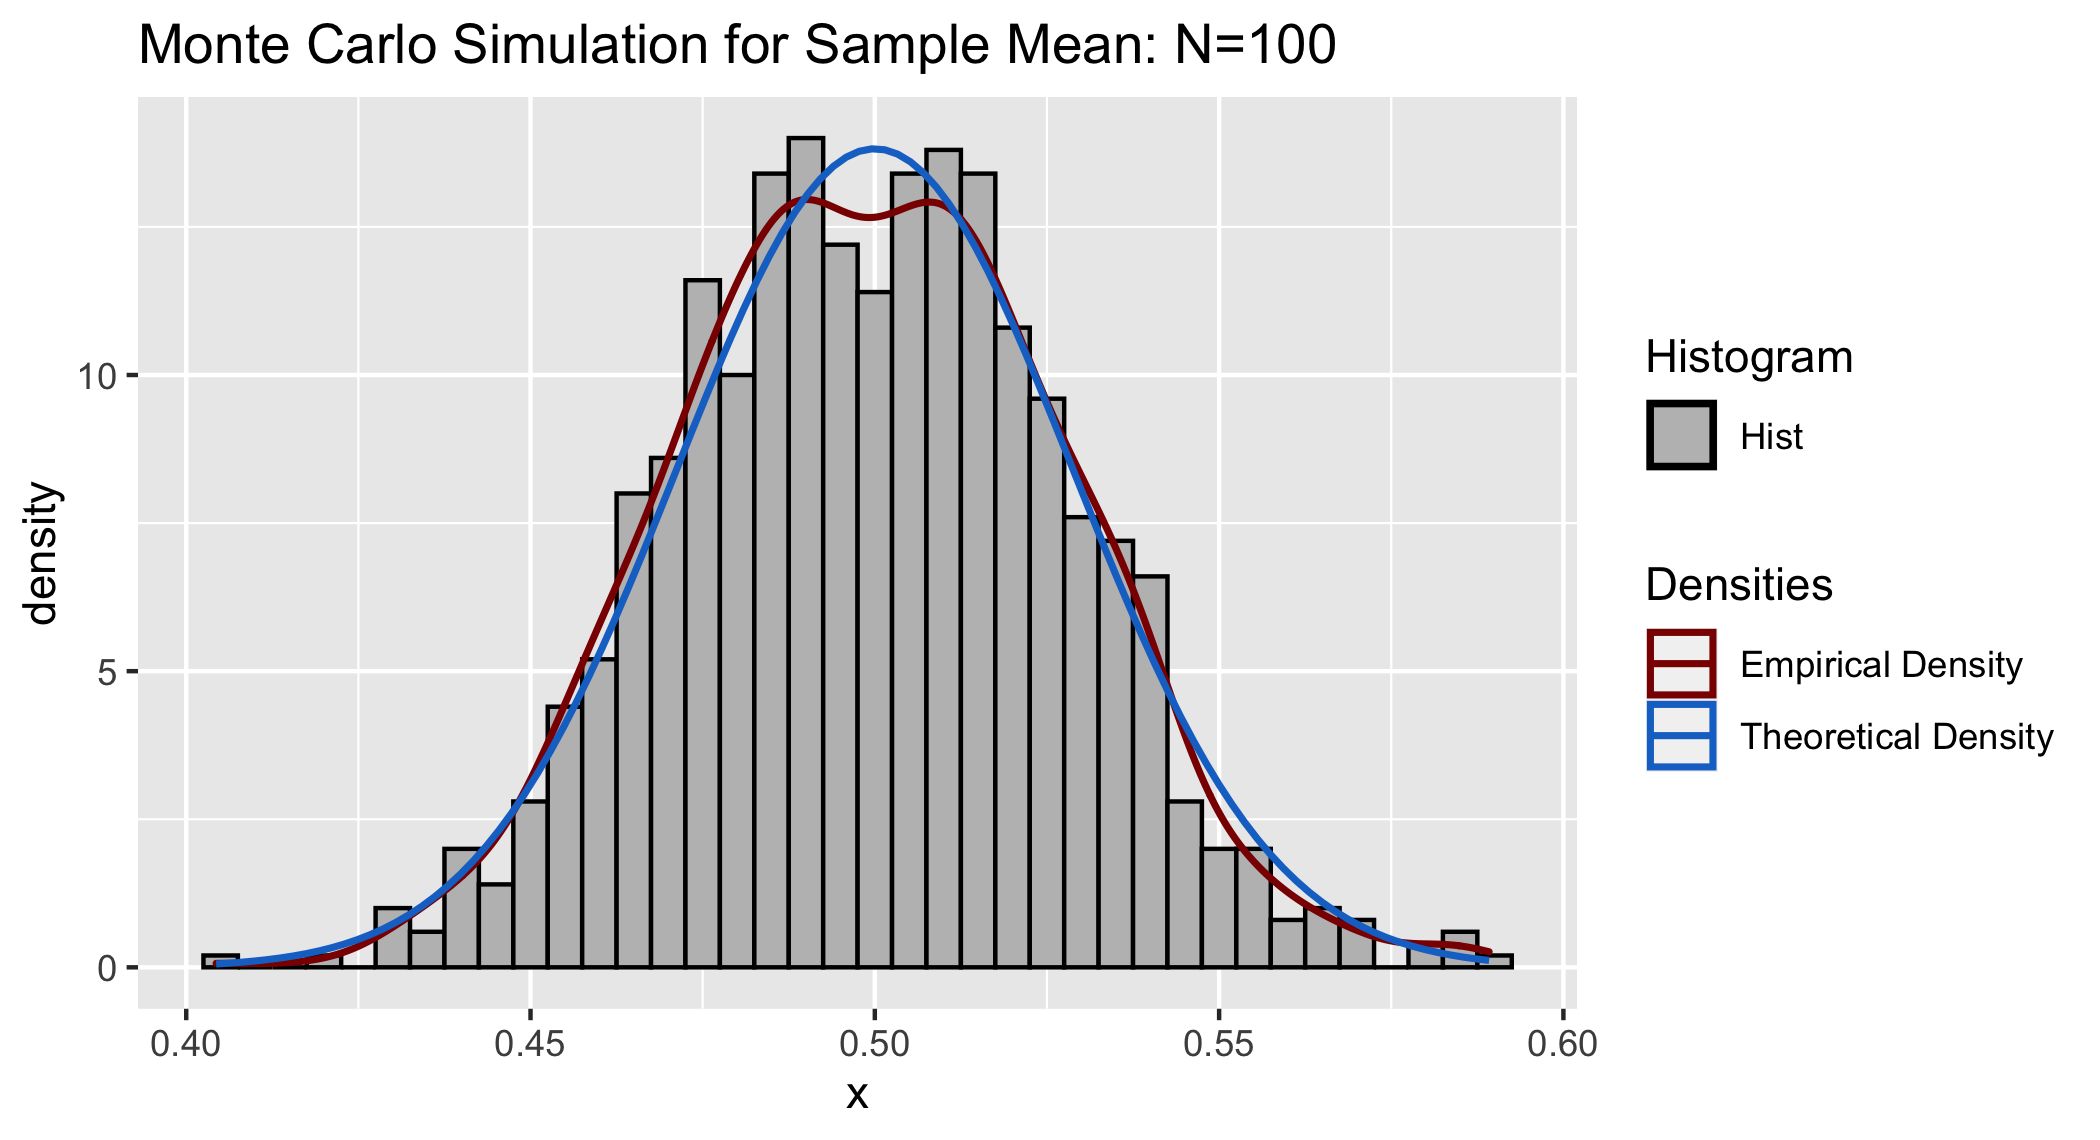 Monte Carlo Simulation for Sample Mean: N=100
density
10
5
0
0.40
0.45
0.50
0.55
0.60
x
Histogram
Hist
Densities
Empirical Density
Theoretical Density